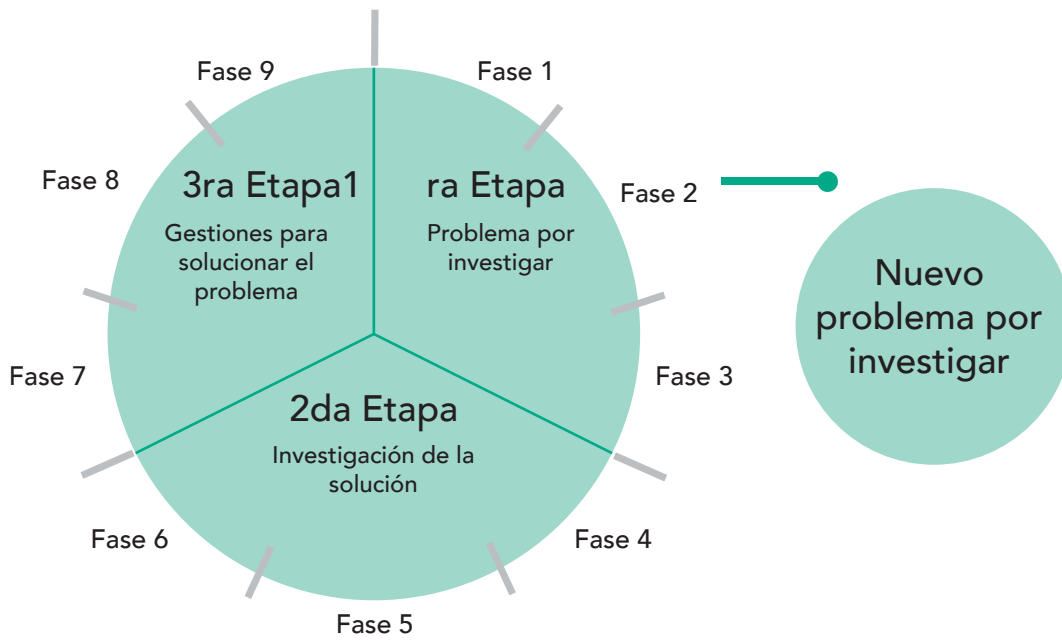 Fase 9
Fase 1
Fase 8
3ra Etapa1
ra Etapa
Fase 2
Gestiones para
solucionar el
problema
Problema por
investigar
Nuevo
problema por
investigar
Fase 7
Fase 3
2da Etapa
Investigación de la
solución
Fase 6
Fase 4
Fase 5